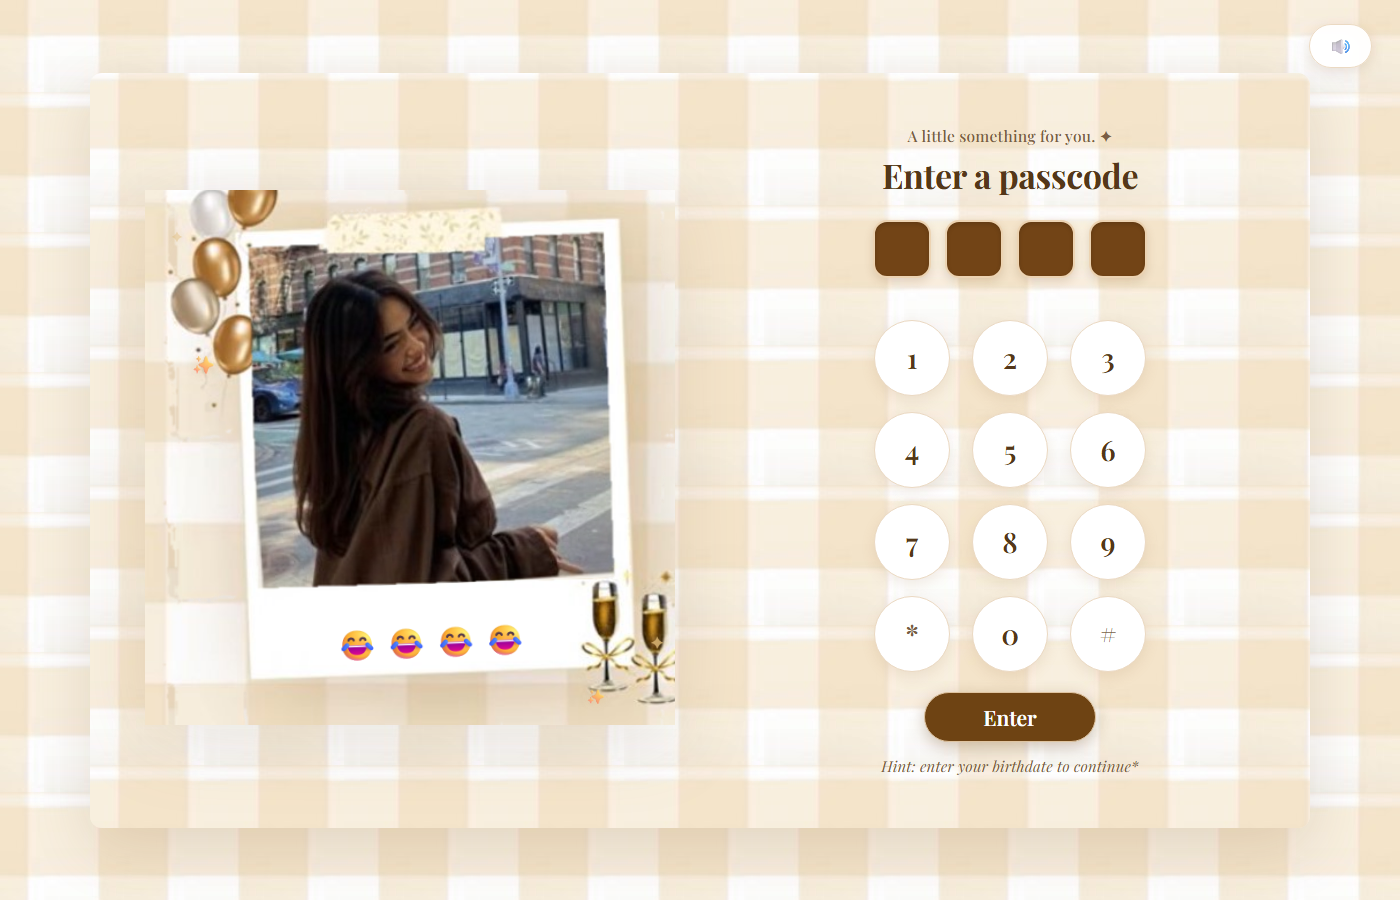 A little something for you. ✦
Enter a passcode
1 2 3
4 5 6
7 8 9
* 0 #
Enter
Hint: enter your birthdate to continue*